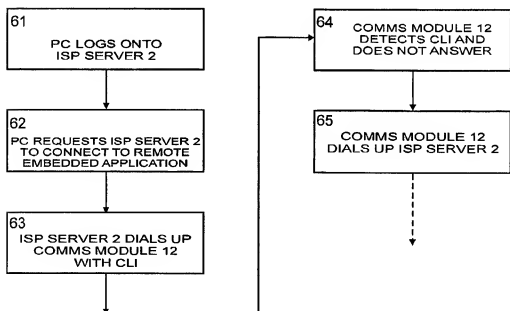 61
PC LOGS ONTO
ISP SERVER 2
62
PC REQUESTS ISP SERVER 2
TO CONNECT TO REMOTE
EMBEDDED APPLICATION
63
ISP SERVER 2 DIALS UP
COMMS MODULE 12
WITH CLI
64
COMMS MODULE 12
DETECTS CLI AND
DOES NOT ANSWER
65
COMMS MODULE 12
DIALS UP ISP SERVER 2